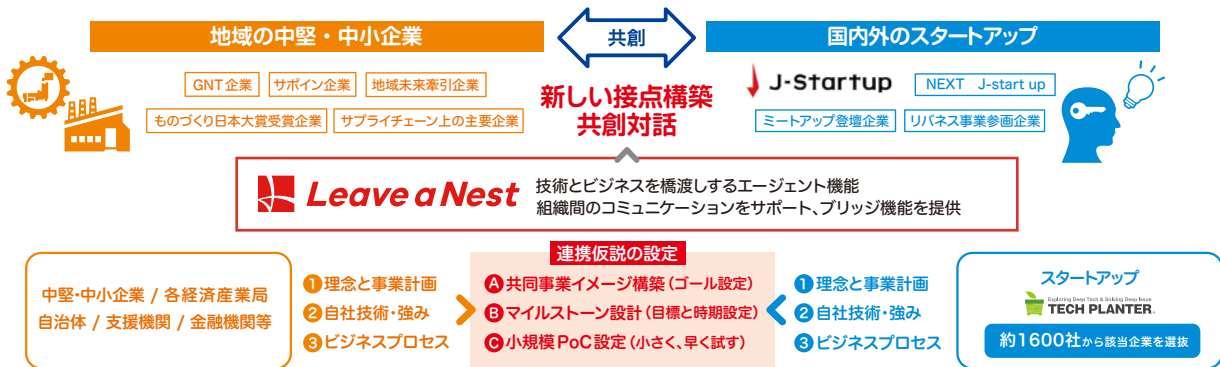 地域の中堅・中小企業
共創
国内外のスタートアップ
GNT企業
サポイン企業
地域未来牽引企業
ものづくり日本大賞受賞企業
サプライチェーン上の主要企業
新しい接点構築
共創対話
J-Startup
NEXT J-start up
ミートアップ登壇企業
リバネス事業参画企業
Leave a Nest
技術とビジネスを橋渡しするエージェント機能
組織間のコミュニケーションをサポート、ブリッジ機能を提供
中堅・中小企業 / 各経済産業局
自治体 / 支援機関 / 金融機関等
1 理念と事業計画
2 自社技術・強み
3 ビジネスプロセス
連携仮説の設定
A 共同事業イメージ構築（ゴール設定）
B マイルストーン設計（目標と時期設定）
C 小規模PoC設定（小さく、早く試す）
1 理念と事業計画
2 自社技術・強み
3 ビジネスプロセス
スタートアップ
Exploring Deep Tech & Solving Deep Issue
TECH PLANTER.
約1600社から該当企業を選抜